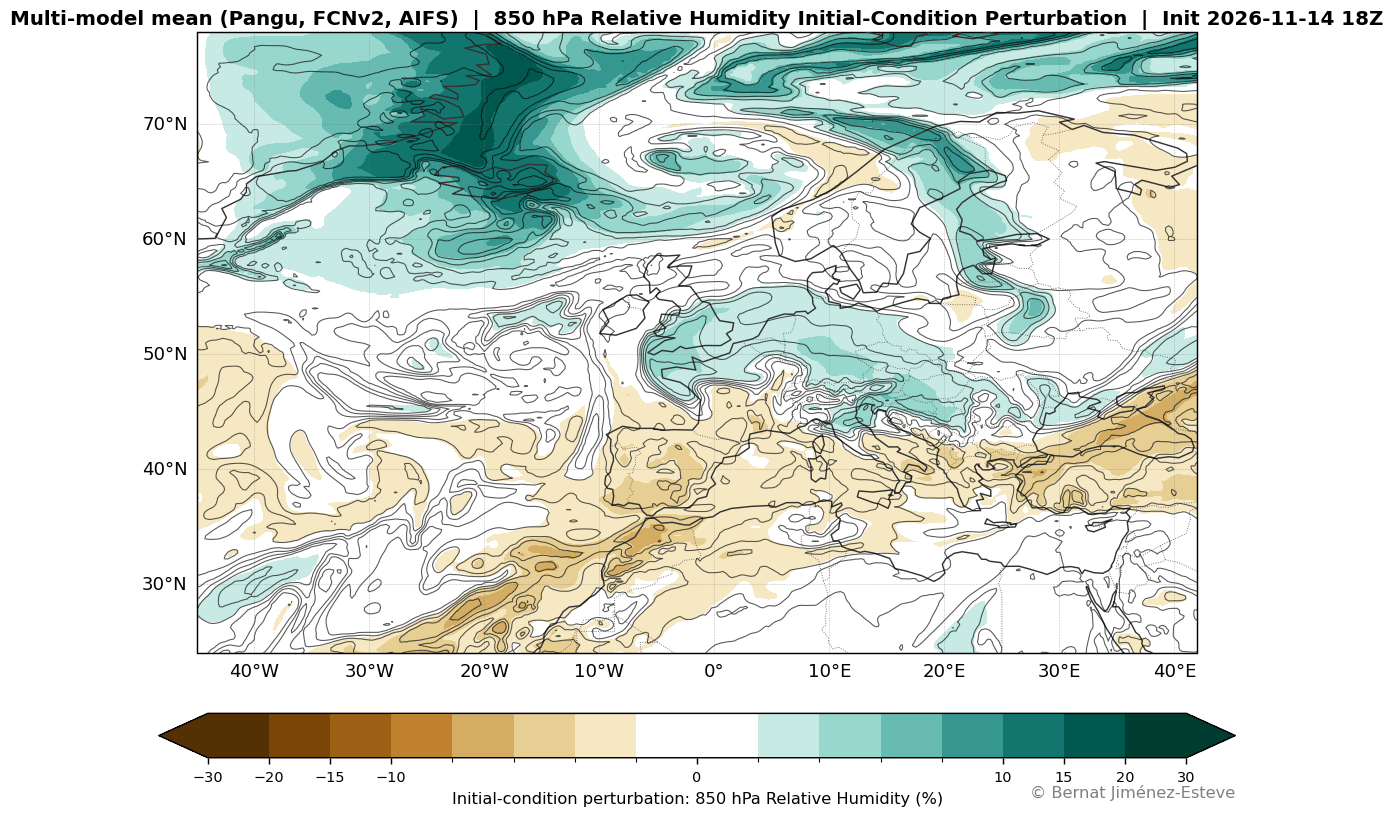 Multi-model mean (Pangu, FCNv2, AIFS) | 850 hPa Relative Humidity Initial-Condition Perturbation | Init 2026-11-14 18Z
70°N
60°N
50°N
40°N
30°N
40°W 30°W 20°W 10°W 0° 10°E 20°E 30°E 40°E
−30 −20 −15 −10 0 10 15 20 30
Initial-condition perturbation: 850 hPa Relative Humidity (%)
© Bernat Jiménez-Esteve